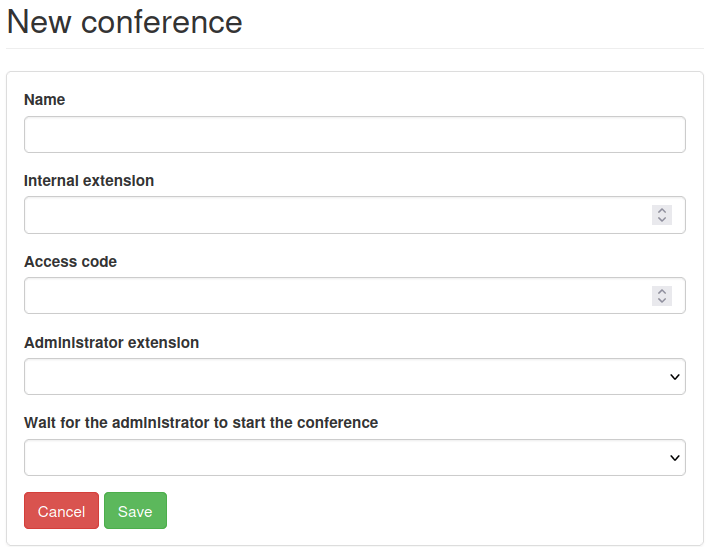 New conference
Name
Internal extension
Access code
Administrator extension
Wait for the administrator to start the conference
Cancel Save